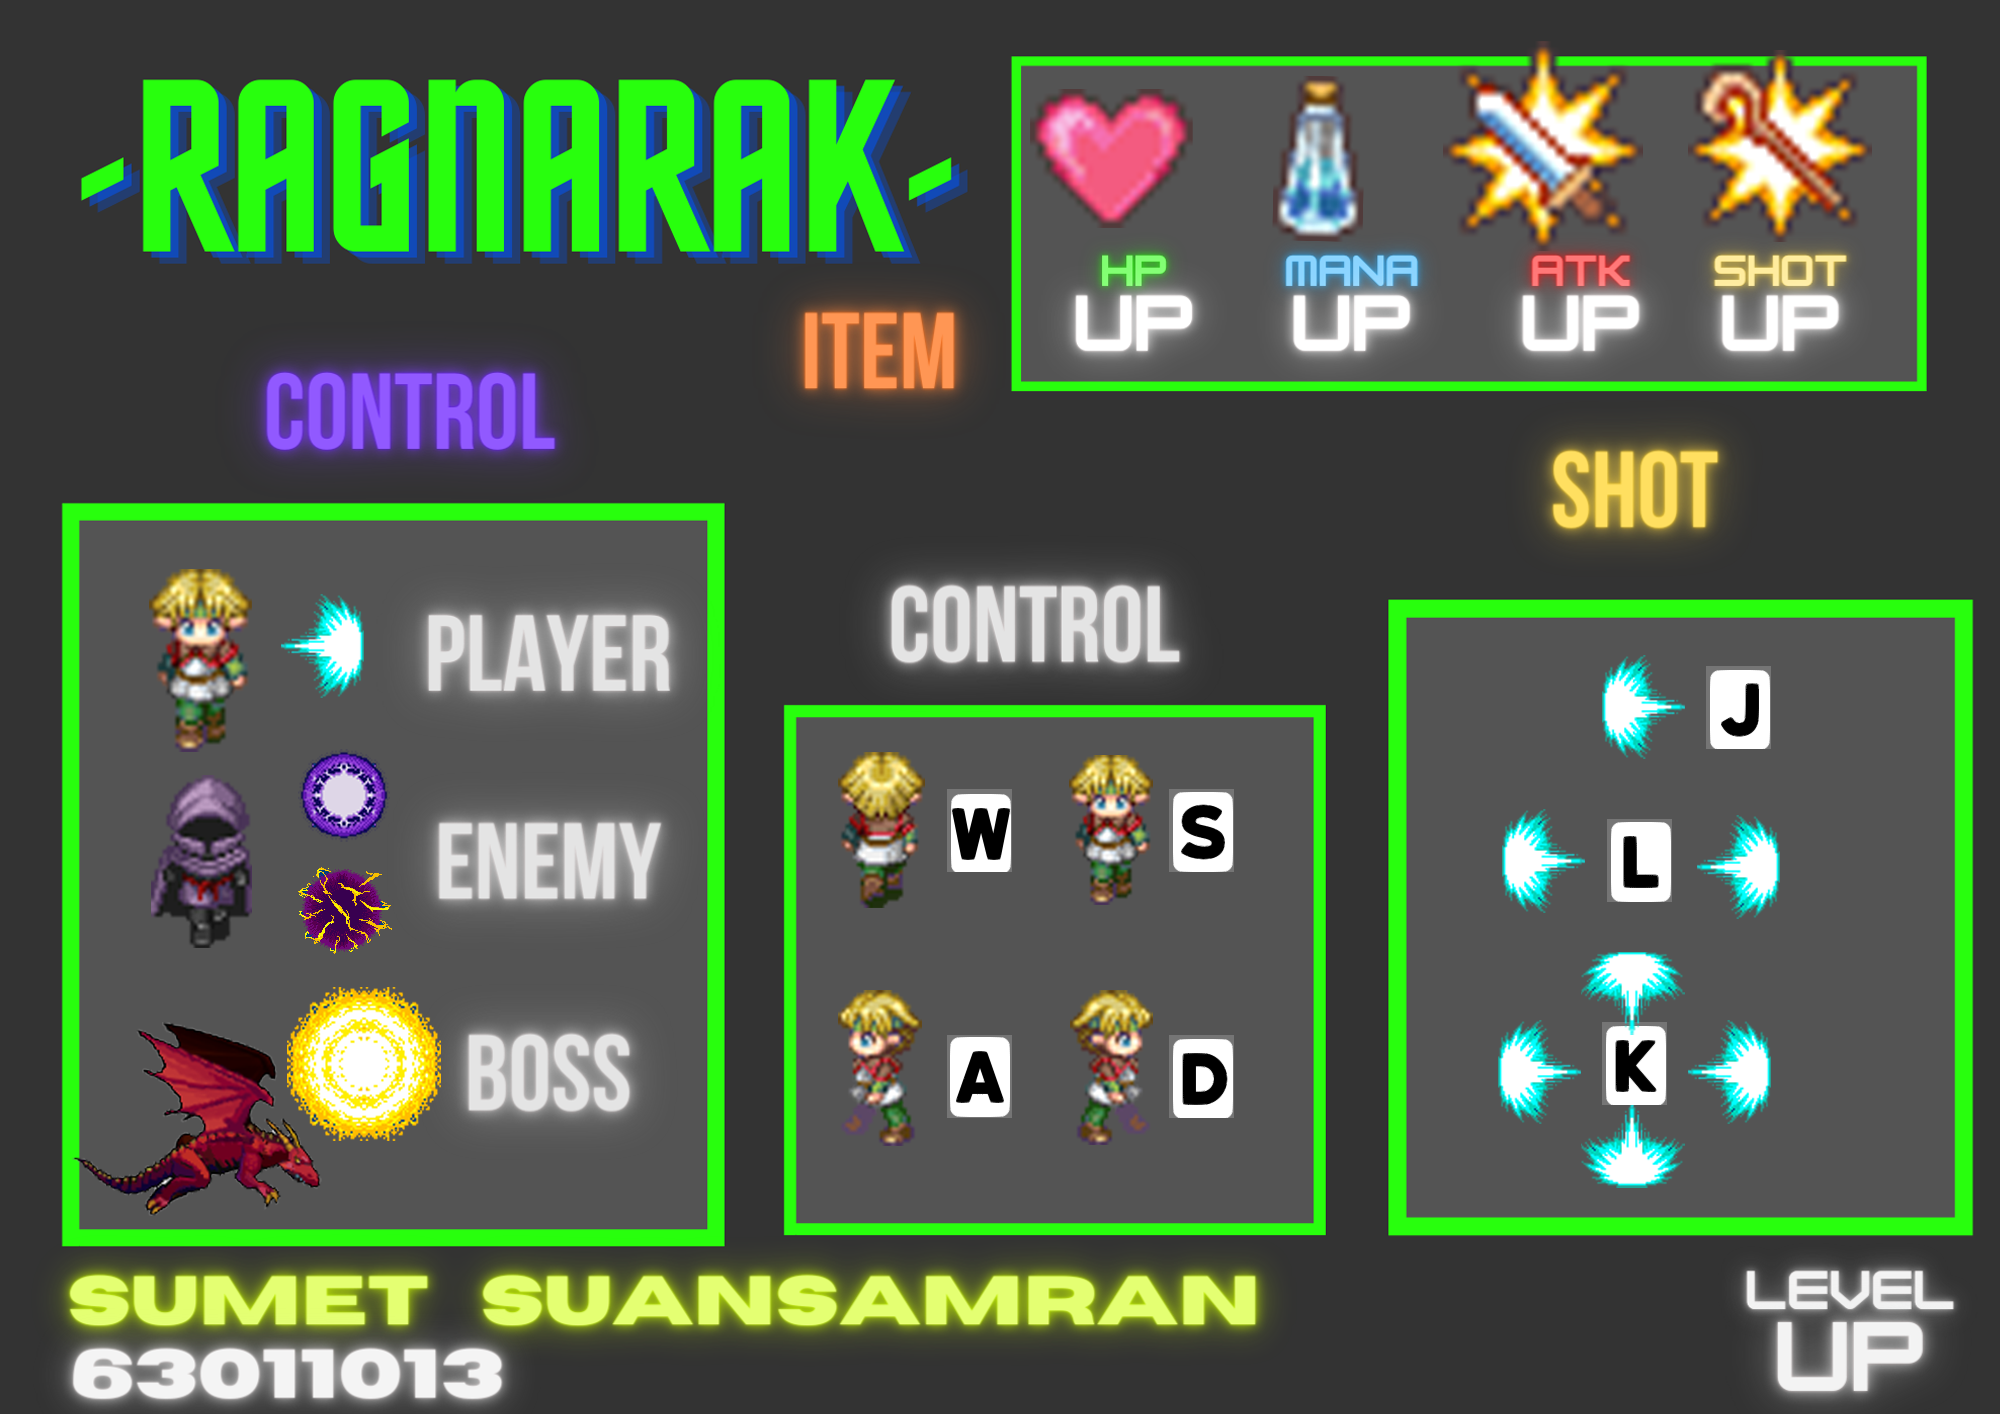 -RAGNARAK-
HP
UP
MANA
UP
ATK
UP
SHOT
UP
ITEM
CONTROL
SHOT
PLAYER
ENEMY
BOSS
CONTROL
W S
A D
J
L
K
SUMET SUANSAMRAN
63011013
LEVEL
UP